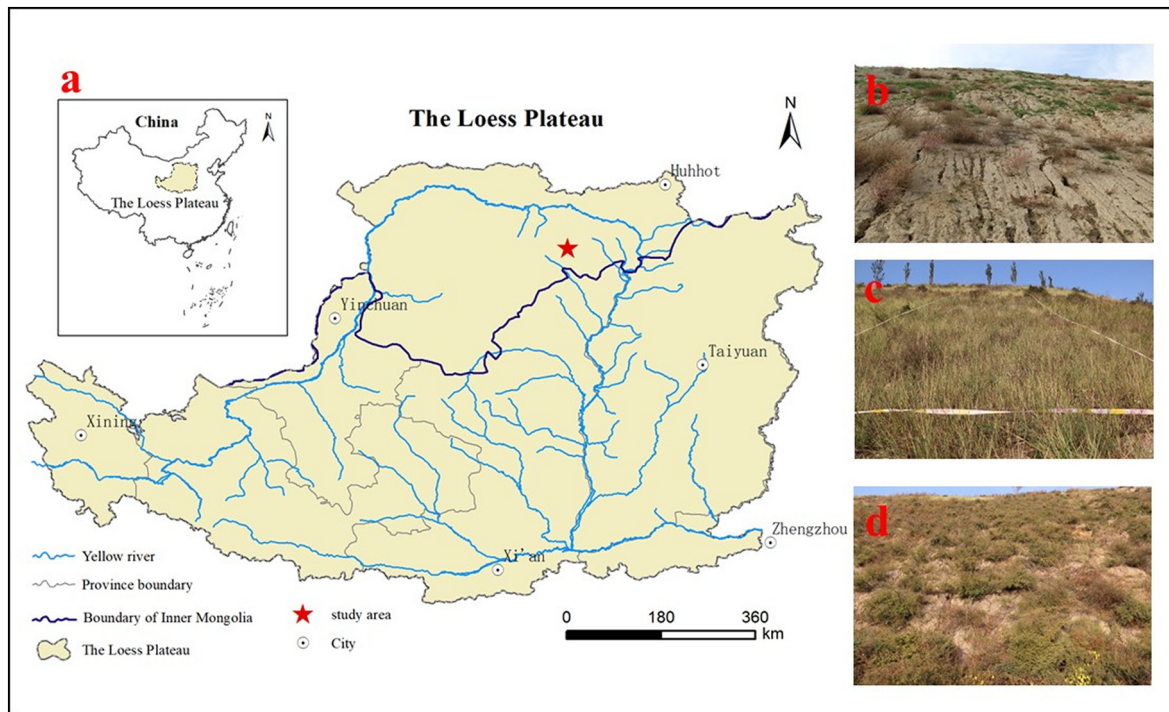 a
China
N
The Loess Plateau
The Loess Plateau
N
Huhhot
Yinchuan
Taiyuan
Xining
Zhengzhou
Xi'an
Yellow river
Province boundary
Boundary of Inner Mongolia
The Loess Plateau
study area
City
0 180 360
km
b
c
d